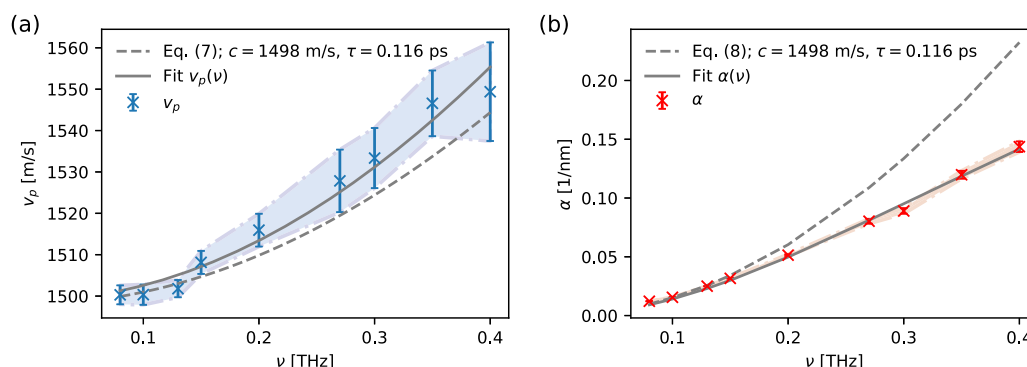 (a)
1560
1550
1540
1530
1520
1510
1500
v_p [m/s]
0.1 0.2 0.3 0.4
ν [THz]
Eq. (7); c = 1498 m/s, τ = 0.116 ps
Fit v_p(ν)
v_p
(b)
0.20
0.15
0.10
0.05
0.00
α [1/nm]
0.1 0.2 0.3 0.4
ν [THz]
Eq. (8); c = 1498 m/s, τ = 0.116 ps
Fit α(ν)
α